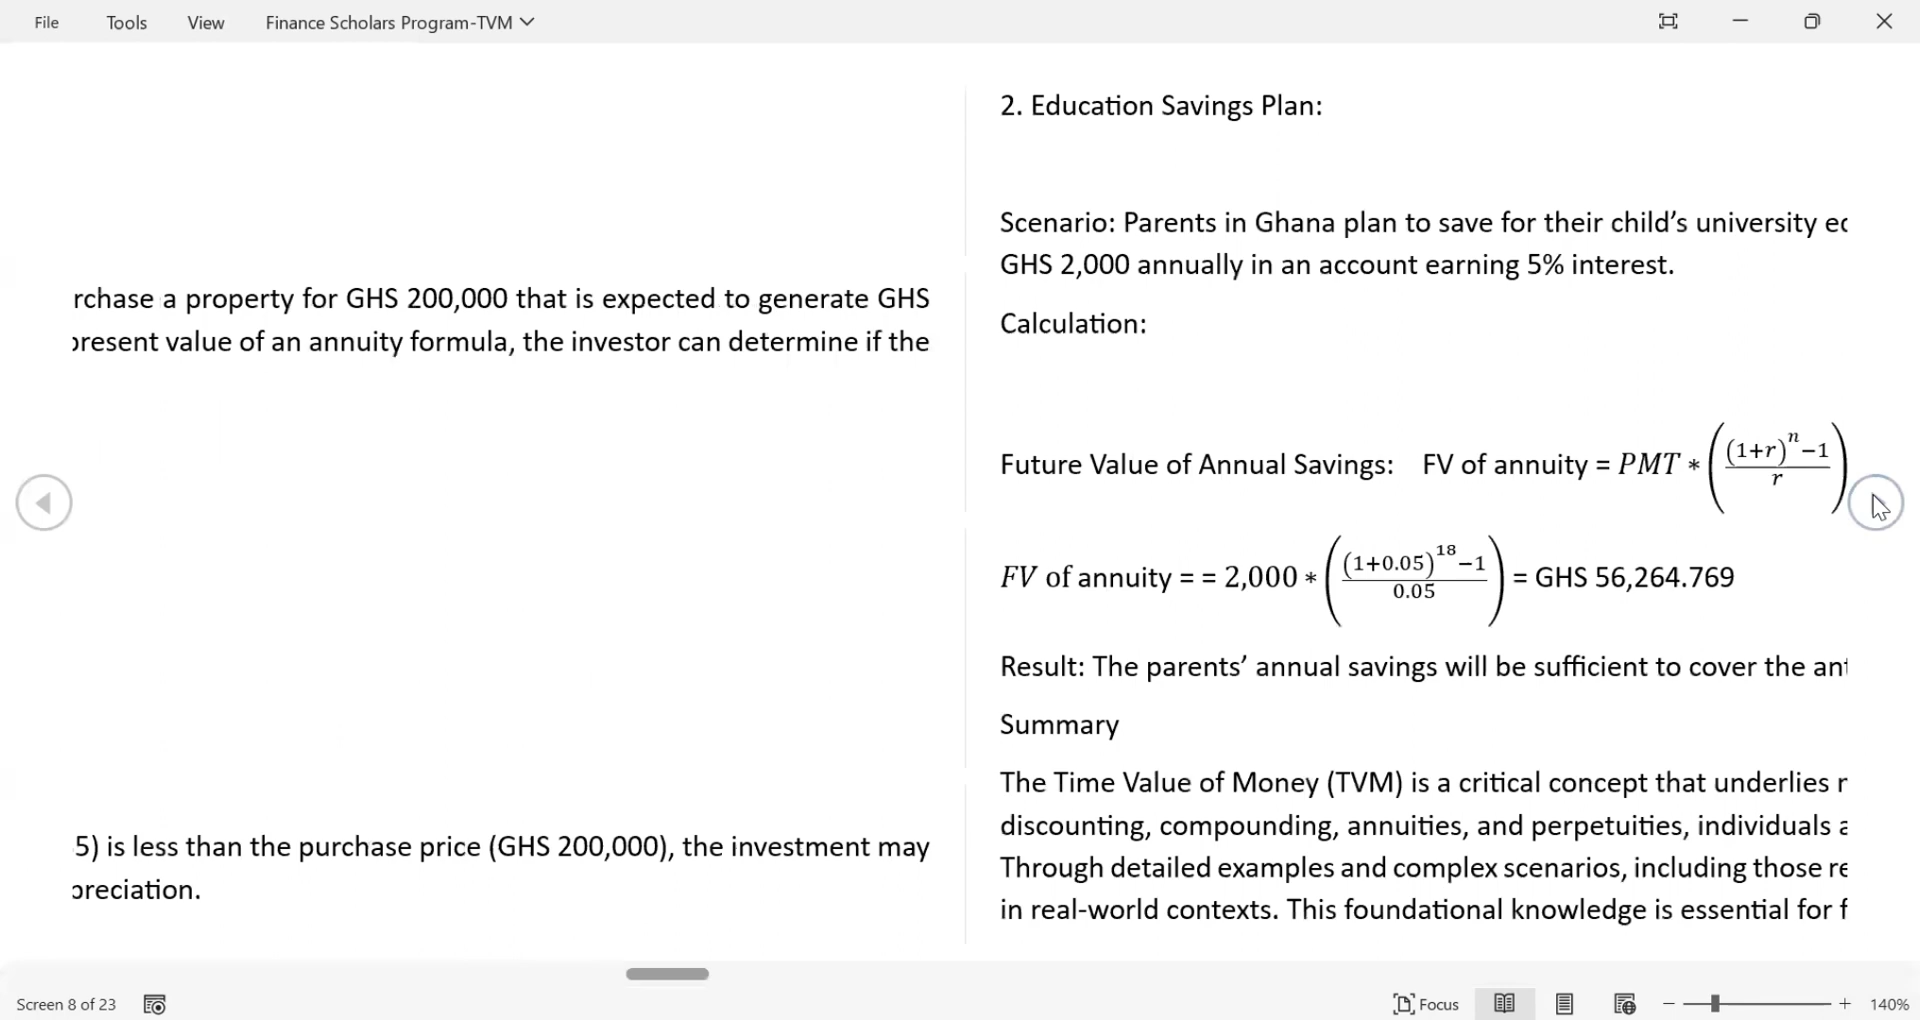 File Tools View Finance Scholars Program-TVM
rchase a property for GHS 200,000 that is expected to generate GHS
present value of an annuity formula, the investor can determine if the
5) is less than the purchase price (GHS 200,000), the investment may
preciation.
2. Education Savings Plan:
Scenario: Parents in Ghana plan to save for their child’s university ec
GHS 2,000 annually in an account earning 5% interest.
Calculation:
Future Value of Annual Savings: FV of annuity = PMT * (((1+r)^n −1)/r)
FV of annuity = = 2,000 * (((1+0.05)^18 −1)/0.05) = GHS 56,264.769
Result: The parents’ annual savings will be sufficient to cover the ant
Summary
The Time Value of Money (TVM) is a critical concept that underlies
discounting, compounding, annuities, and perpetuities, individuals
Through detailed examples and complex scenarios, including those re
in real-world contexts. This foundational knowledge is essential for f
Screen 8 of 23 Focus 140%